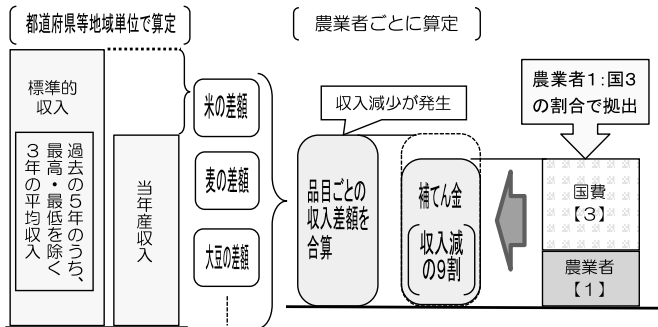 都道府県等地域単位で算定
標準的
収入
過去の5年のうち、
最高・最低を除く
3年の平均収入
当年産収入
米の差額
麦の差額
大豆の差額
農業者ごとに算定
収入減少が発生
品目ごとの
収入差額を
合算
補てん金
収入減
の9割
農業者1:国3
の割合で拠出
国費
【3】
農業者
【1】